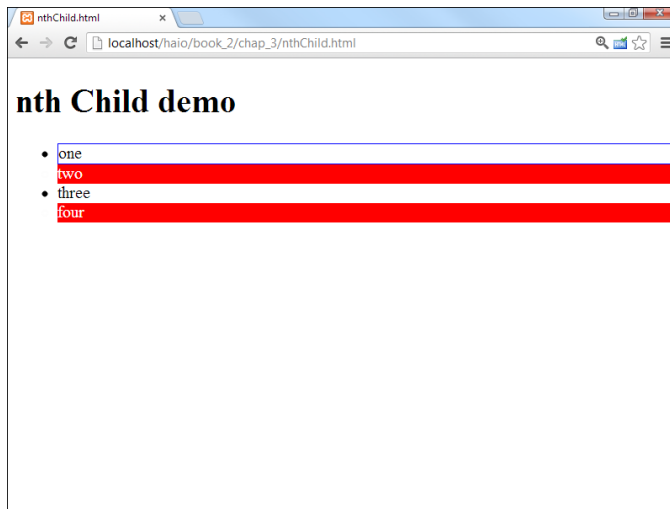 nthChild.html
localhost/haio/book_2/chap_3/nthChild.html
nth Child demo
one
two
three
four